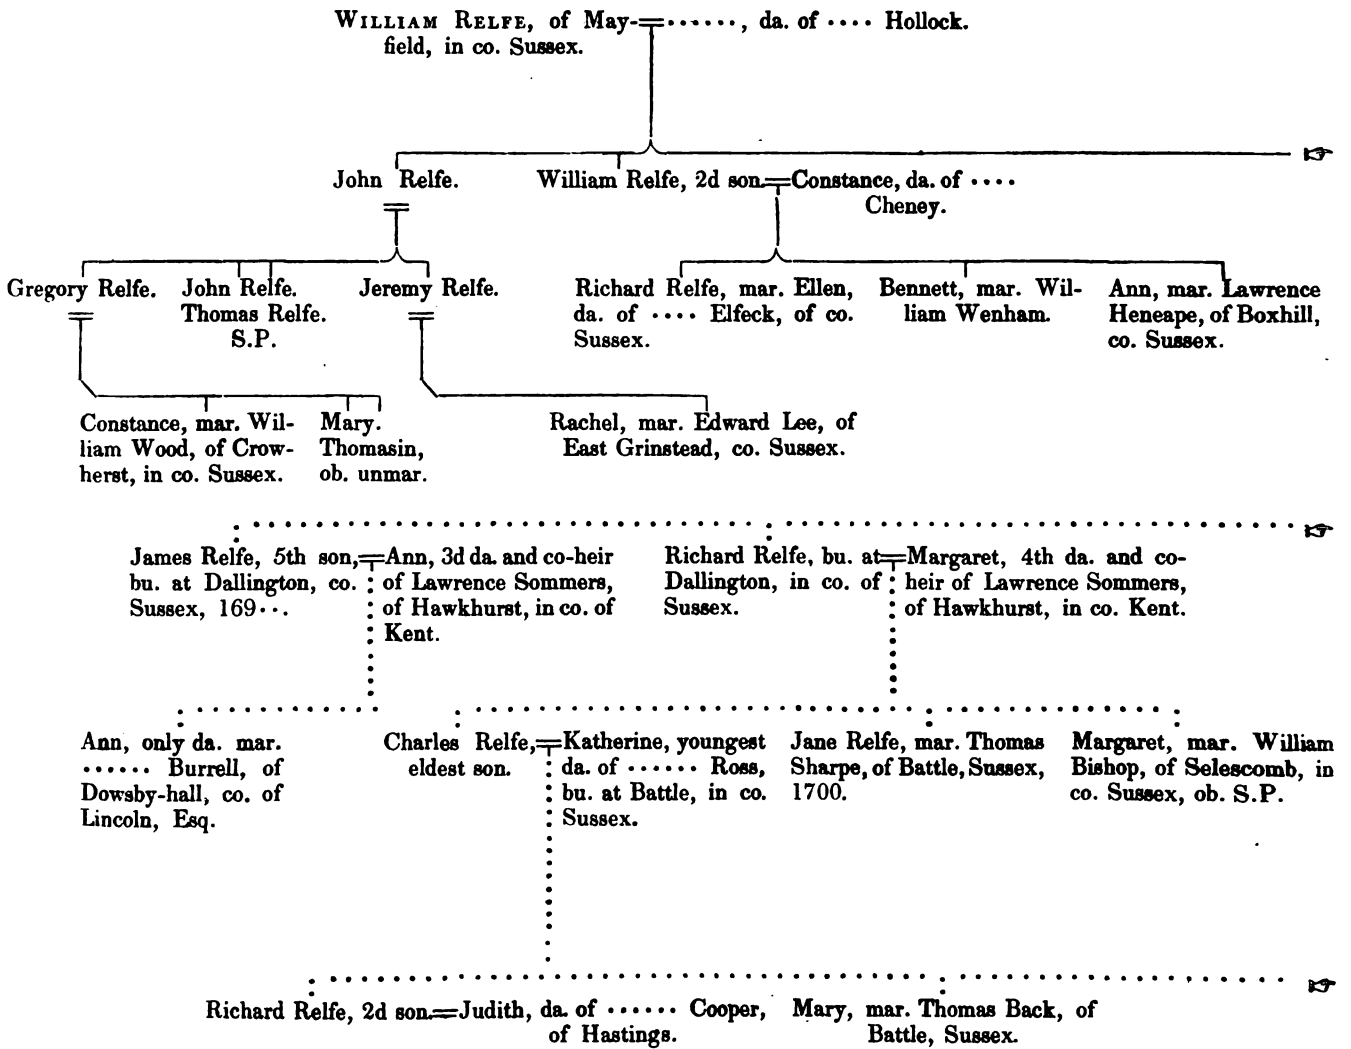 WILLIAM RELFE, of May-=······, da. of ···· Hollock.
field, in co. Sussex.
John Relfe.
William Relfe, 2d son.=Constance, da. of ····
Cheney.
Gregory Relfe.
John Relfe.
Thomas Relfe.
S.P.
Jeremy Relfe.
Richard Relfe, mar. Ellen,
da. of ···· Elfeck, of co.
Sussex.
Bennett, mar. Wil-
liam Wenham.
Ann, mar. Lawrence
Heneape, of Boxhill,
co. Sussex.
Constance, mar. Wil-
liam Wood, of Crow-
herst, in co. Sussex.
Mary.
Thomasin,
ob. unmar.
Rachel, mar. Edward Lee, of
East Grinstead, co. Sussex.
James Relfe, 5th son,=
bu. at Dallington, co.
Sussex, 169···
Ann, 3d da. and co-heir
of Lawrence Sommers,
of Hawkhurst, in co. of
Kent.
Richard Relfe, bu. at=
Dallington, in co. of
Sussex.
Margaret, 4th da. and co-
heir of Lawrence Sommers,
of Hawkhurst, in co. Kent.
Ann, only da. mar.
······ Burrell, of
Dowsby-hall, co. of
Lincoln, Esq.
Charles Relfe,=
eldest son.
Katherine, youngest
da. of ······ Ross,
bu. at Battle, in co.
Sussex.
Jane Relfe, mar. Thomas
Sharpe, of Battle, Sussex,
1700.
Margaret, mar. William
Bishop, of Selescomb, in
co. Sussex, ob. S.P.
Richard Relfe, 2d son.=Judith, da. of ······ Cooper,
of Hastings.
Mary, mar. Thomas Back, of
Battle, Sussex.